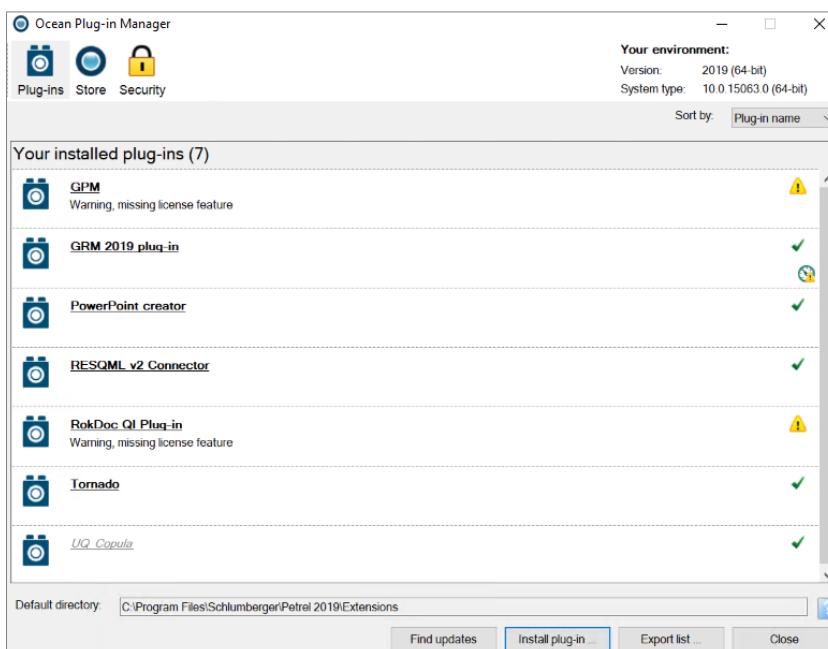 Ocean Plug-in Manager
Plug-ins Store Security
Your environment:
Version: 2019 (64-bit)
System type: 10.0.15063.0 (64-bit)
Sort by: Plug-in name
Your installed plug-ins (7)
GPM
Warning, missing license feature
GRM 2019 plug-in
PowerPoint creator
RESQML v2 Connector
RokDoc QI Plug-in
Warning, missing license feature
Tornado
UQ Copula
Default directory: C:\Program Files\Schlumberger\Petrel 2019\Extensions
Find updates Install plug-in ... Export list ... Close